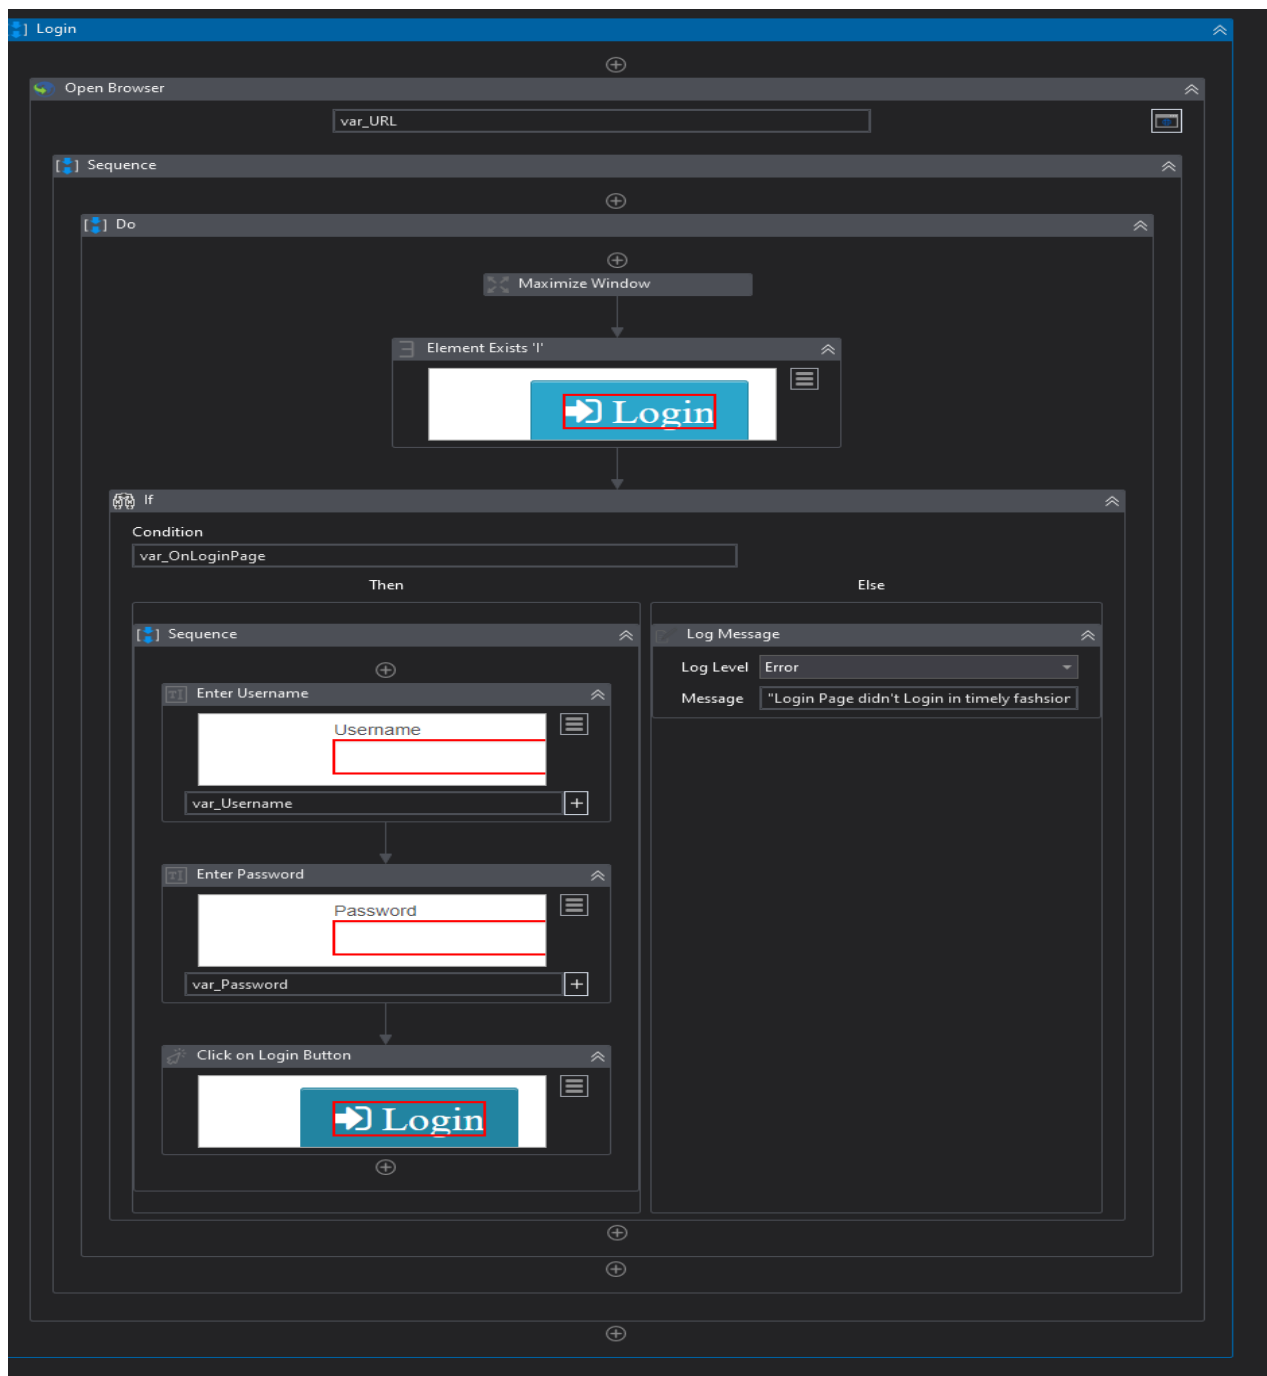 Login
Open Browser
var_URL
Sequence
Do
Maximize Window
Element Exists 'I'
Login
If
Condition
var_OnLoginPage
Then
Else
Sequence
Log Message
Log Level Error
Message "Login Page didn't Login in timely fashsior
Enter Username
Username
var_Username
Enter Password
Password
var_Password
Click on Login Button
Login